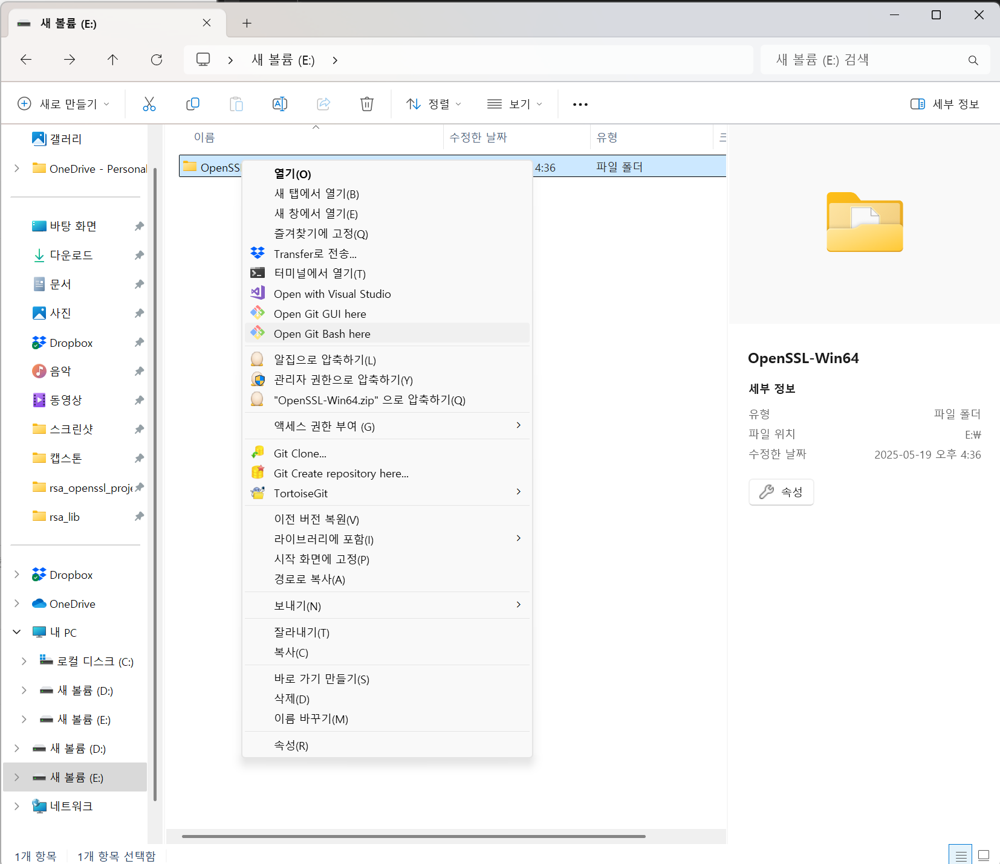 새 볼륨 (E:)
새 볼륨 (E:)
새 볼륨 (E:) 검색
새로 만들기
정렬
보기
세부 정보
갤러리
OneDrive - Personal
바탕 화면
다운로드
문서
사진
Dropbox
음악
동영상
스크린샷
캡스톤
rsa_openssl_proje
rsa_lib
Dropbox
OneDrive
내 PC
로컬 디스크 (C:)
새 볼륨 (D:)
새 볼륨 (E:)
새 볼륨 (D:)
새 볼륨 (E:)
네트워크
이름 수정한 날짜 유형
OpenSS 4:36 파일 폴더
열기(O)
새 탭에서 열기(B)
새 창에서 열기(E)
즐겨찾기에 고정(Q)
Transfer로 전송...
터미널에서 열기(T)
Open with Visual Studio
Open Git GUI here
Open Git Bash here
알집으로 압축하기(L)
관리자 권한으로 압축하기(Y)
"OpenSSL-Win64.zip" 으로 압축하기(Q)
액세스 권한 부여 (G)
Git Clone...
Git Create repository here...
TortoiseGit
이전 버전 복원(V)
라이브러리에 포함(I)
시작 화면에 고정(P)
경로로 복사(A)
보내기(N)
잘라내기(T)
복사(C)
바로 가기 만들기(S)
삭제(D)
이름 바꾸기(M)
속성(R)
OpenSSL-Win64
세부 정보
유형 파일 폴더
파일 위치 E:₩
수정한 날짜 2025-05-19 오후 4:36
속성
1개 항목 1개 항목 선택함